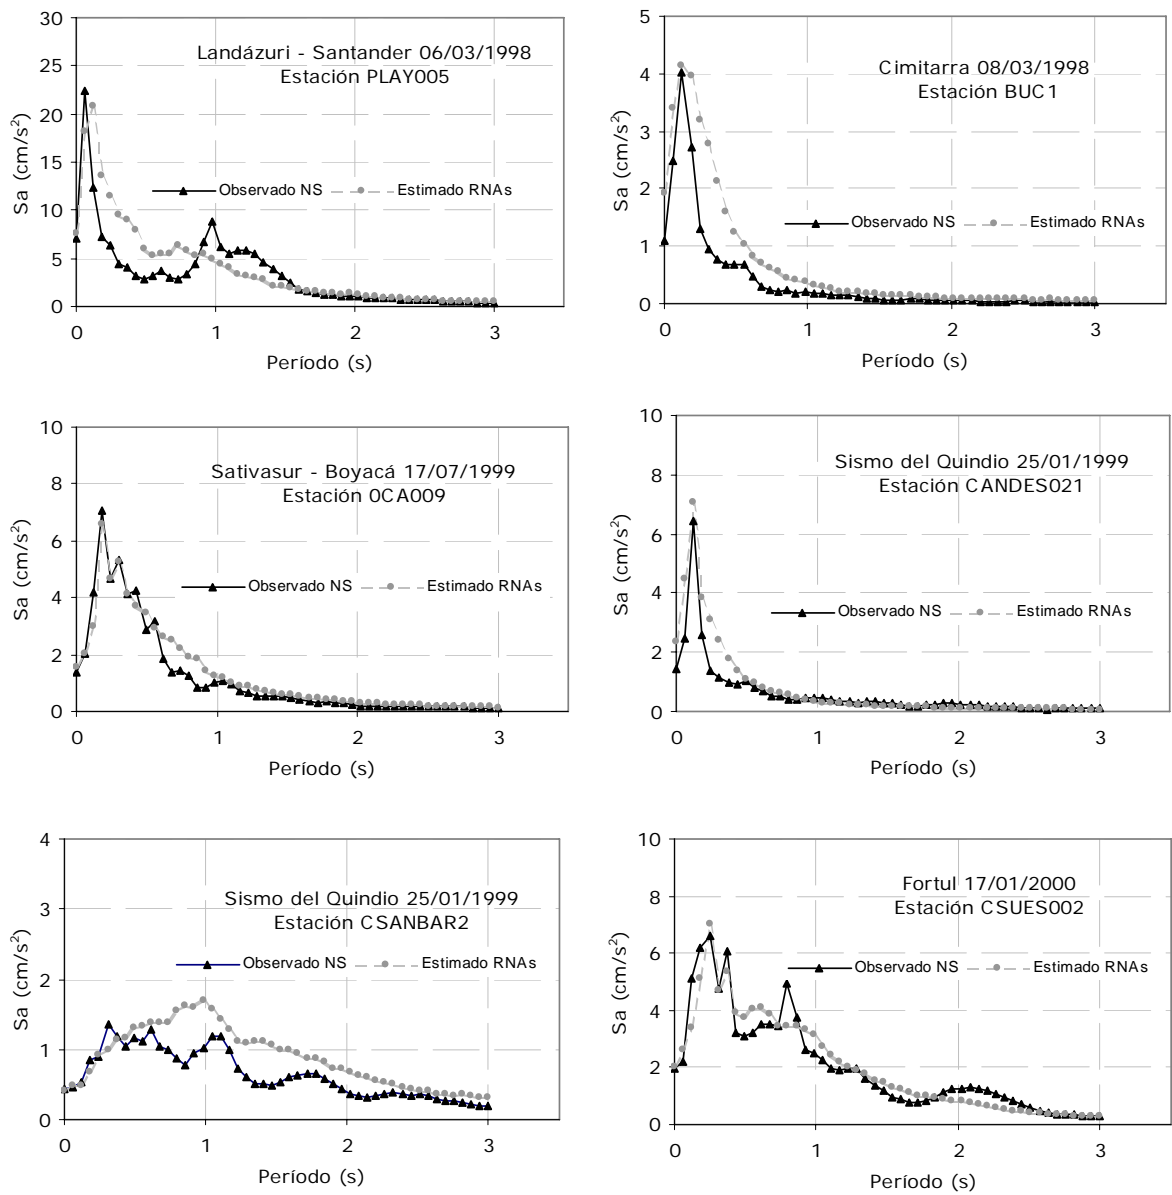 30
25
20
15
10
5
0
Sa (cm/s²)
Landázuri - Santander 06/03/1998
Estación PLAY005
Observado NS
Estimado RNAs
0 1 2 3
Período (s)
5
4
3
2
1
0
Sa (cm/s²)
Cimitarra 08/03/1998
Estación BUC1
Observado NS
Estimado RNAs
0 1 2 3
Período (s)
10
8
6
4
2
0
Sa (cm/s²)
Sativasur - Boyacá 17/07/1999
Estación 0CA009
Observado NS
Estimado RNAs
0 1 2 3
Período (s)
10
8
6
4
2
0
Sa (cm/s²)
Sismo del Quindio 25/01/1999
Estación CANDES021
Observado NS
Estimado RNAs
0 1 2 3
Período (s)
4
3
2
1
0
Sa (cm/s²)
Sismo del Quindio 25/01/1999
Estación CSANBAR2
Observado NS
Estimado RNAs
0 1 2 3
Período (s)
10
8
6
4
2
0
Sa (cm/s²)
Fortul 17/01/2000
Estación CSUES002
Observado NS
Estimado RNAs
0 1 2 3
Período (s)